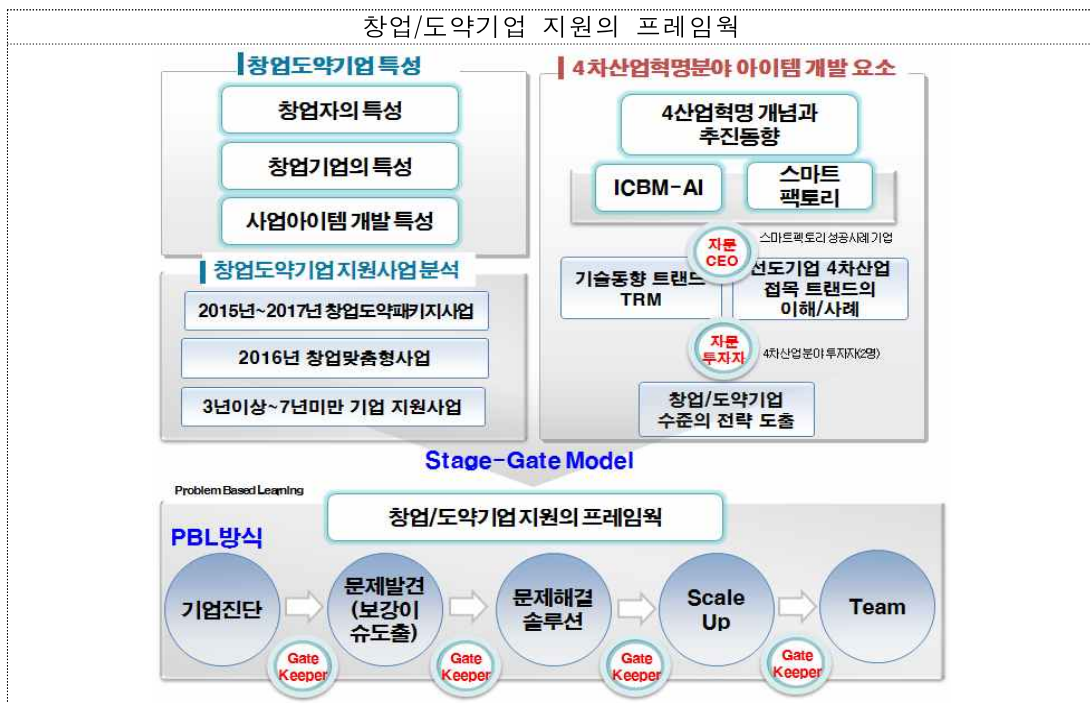 창업/도약기업 지원의 프레임웍
창업도약기업 특성
창업자의 특성
창업기업의 특성
사업아이템 개발 특성
창업도약기업 지원사업 분석
2015년~2017년 창업도약패키지사업
2016년 창업맞춤형사업
3년이상~7년미만 기업 지원사업
4차산업혁명분야 아이템 개발 요소
4산업혁명 개념과
추진동향
ICBM-AI
스마트
팩토리
자문
CEO
스마트펙토리 성공사례 기업
기술동향 트랜드
TRM
선도기업 4차산업
접목 트랜드의
이해/사례
자문
투자자
4차산업분야 투자자(2명)
창업/도약기업
수준의 전략 도출
Stage-Gate Model
Problem Based Learning
창업/도약기업 지원의 프레임웍
PBL방식
기업진단
문제발견
(보강이
슈도출)
문제해결
솔루션
Scale
Up
Team
Gate
Keeper
Gate
Keeper
Gate
Keeper
Gate
Keeper